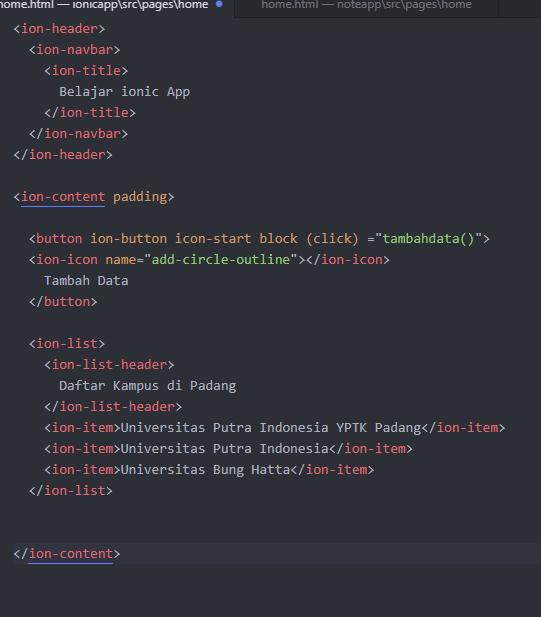 home.html — ionicapp\src\pages\home
home.html — noteapp\src\pages\home
<ion-header>
  <ion-navbar>
    <ion-title>
      Belajar ionic App
    </ion-title>
  </ion-navbar>
</ion-header>
<ion-content padding>
  <button ion-button icon-start block (click) ="tambahdata()">
  <ion-icon name="add-circle-outline"></ion-icon>
    Tambah Data
  </button>
  <ion-list>
    <ion-list-header>
      Daftar Kampus di Padang
    </ion-list-header>
    <ion-item>Universitas Putra Indonesia YPTK Padang</ion-item>
    <ion-item>Universitas Putra Indonesia</ion-item>
    <ion-item>Universitas Bung Hatta</ion-item>
  </ion-list>
</ion-content>